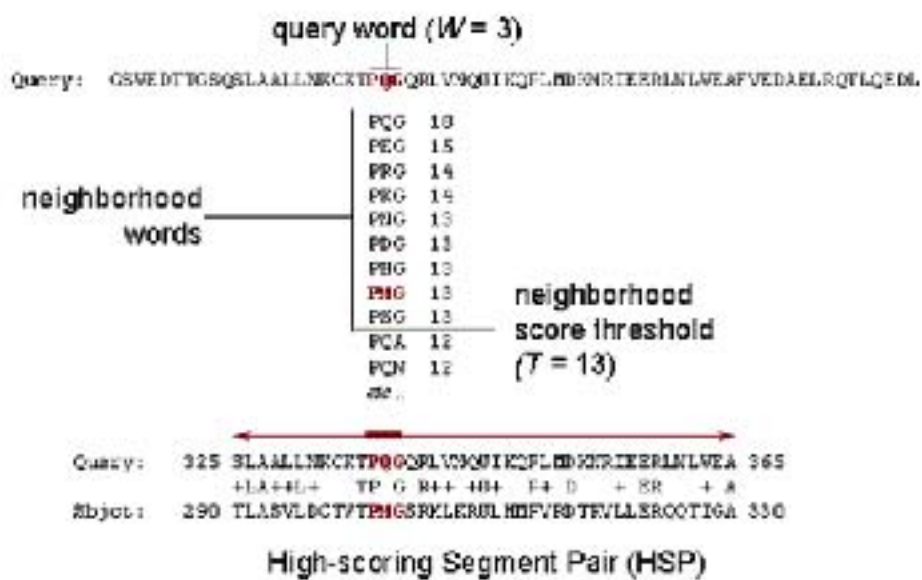 query word (W = 3)
Query: GSWEDTTGSQSLAALLNKCKTPQGQRLVNQWIKQPLMDKNRIEERLNLWEAFVEDAELRQTLQEDL
PQG 18
PEG 15
PRG 14
PKG 14
neighborhood words
PNG 13
PDG 13
PHG 13
PMG 13
PSG 13
neighborhood score threshold (T = 13)
PQA 12
PQN 12
etc..
Query: 325 SLAALLNKCKTPQGQRLVNQWIKQPLMDKNRIEERLNLWEA 365
+LA++L+ TP G R++ +W+ P+ D + ER + A
Sbjct: 290 TLASVLDCTVTPMGSRMLKRWLHMPVRDTRVLLERQQTIGA 330
High-scoring Segment Pair (HSP)